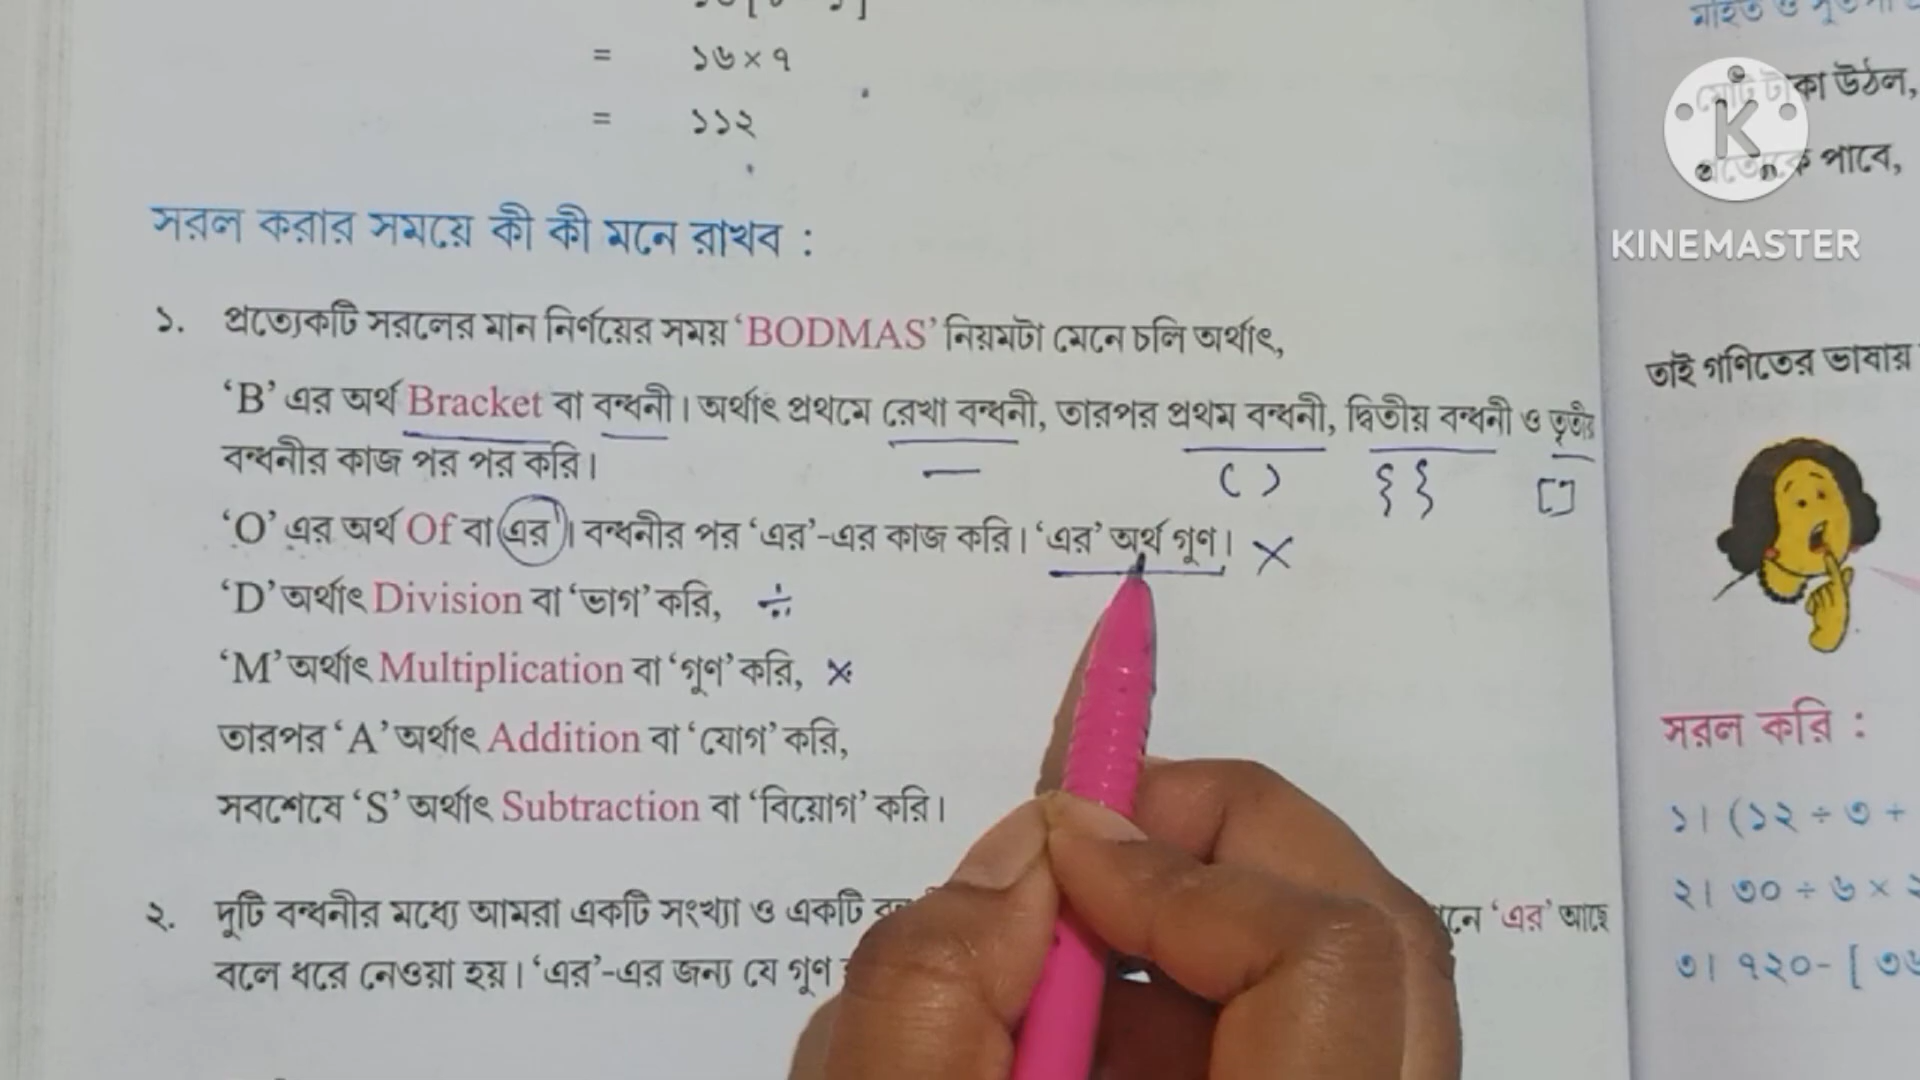 = ১৬ × ৭
= ১১২
সরল করার সময়ে কী কী মনে রাখব :
১. প্রত্যেকটি সরলের মান নির্ণয়ের সময় ‘BODMAS’ নিয়মটা মেনে চলি অর্থাৎ,
‘B’ এর অর্থ Bracket বা বন্ধনী। অর্থাৎ প্রথমে রেখা বন্ধনী, তারপর প্রথম বন্ধনী, দ্বিতীয় বন্ধনী ও তৃতীয়
বন্ধনীর কাজ পর পর করি।
— ( ) { } [ ]
‘O’ এর অর্থ Of বা ‘এর’। বন্ধনীর পর ‘এর’-এর কাজ করি। ‘এর’ অর্থ গুণ। ×
‘D’ অর্থাৎ Division বা ‘ভাগ’ করি, ÷
‘M’ অর্থাৎ Multiplication বা ‘গুণ’ করি, ×
তারপর ‘A’ অর্থাৎ Addition বা ‘যোগ’ করি,
সবশেষে ‘S’ অর্থাৎ Subtraction বা ‘বিয়োগ’ করি।
২. দুটি বন্ধনীর মধ্যে আমরা একটি সংখ্যা ও একটি ‘এর’ আছে
বলে ধরে নেওয়া হয়। ‘এর’-এর জন্য যে গুণ
টাকা উঠল,
পাবে,
KINEMASTER
তাই গণিতের ভাষায়
সরল করি :
১। (১২ ÷ ৩ +
২। ৩০ ÷ ৬ ×
৩। ৭২০ - [